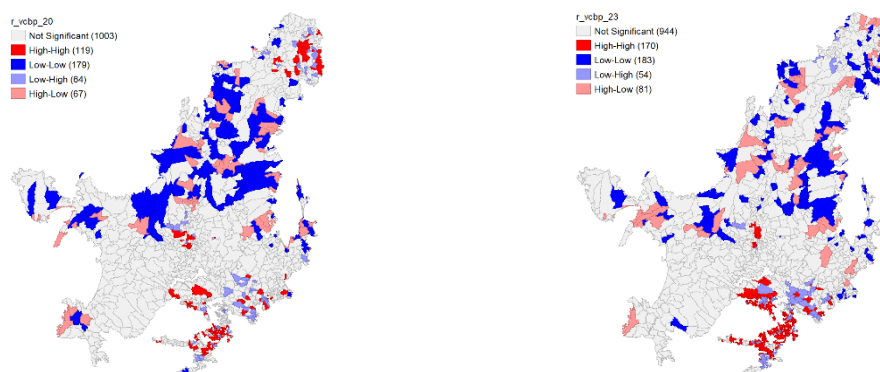 r_vcbp_20
Not Significant (1003)
High-High (119)
Low-Low (179)
Low-High (64)
High-Low (67)
r_vcbp_23
Not Significant (944)
High-High (170)
Low-Low (183)
Low-High (54)
High-Low (81)